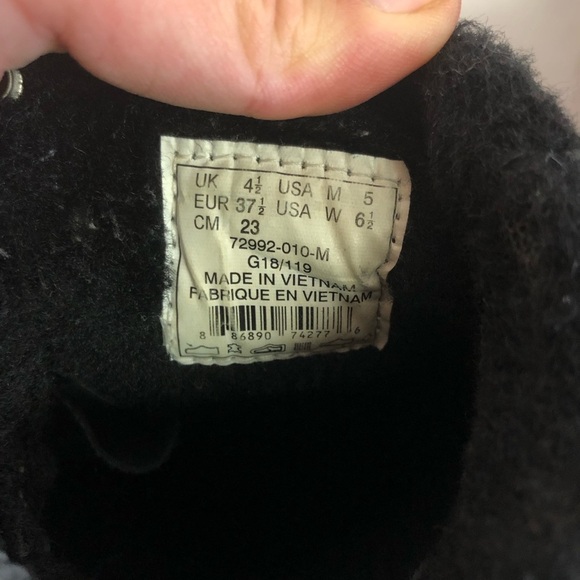 UK 4½ USA M 5
EUR 37½ USA W 6½
CM 23
72992-010-M
G18/119
MADE IN VIETNAM
FABRIQUE EN VIETNAM
8 86890 74277 6